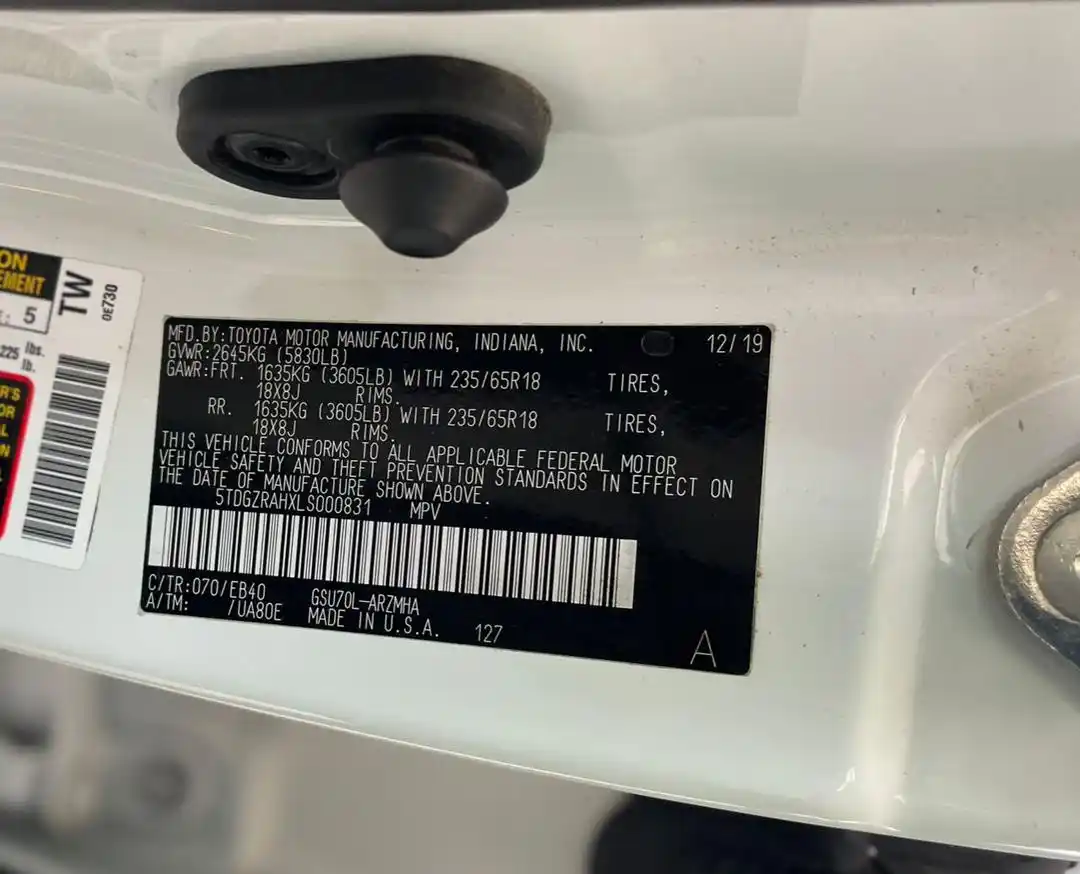 ON
EMENT
: 5
TW
0E730
225 lbs.
lb.
R'S
OR
AL
ON
MFD.BY:TOYOTA MOTOR MANUFACTURING, INDIANA, INC. 12/19
GVWR:2645KG (5830LB)
GAWR:FRT. 1635KG (3605LB) WITH 235/65R18 TIRES,
18X8J RIMS.
RR. 1635KG (3605LB) WITH 235/65R18 TIRES,
18X8J RIMS.
THIS VEHICLE CONFORMS TO ALL APPLICABLE FEDERAL MOTOR
VEHICLE SAFETY AND THEFT PREVENTION STANDARDS IN EFFECT ON
THE DATE OF MANUFACTURE SHOWN ABOVE.
5TDGZRAHXLS000831 MPV
C/TR:070/EB40 GSU70L-ARZMHA
A/TM: /UA80E MADE IN U.S.A. 127
A